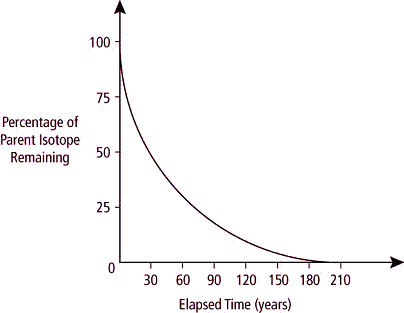 100
75
Percentage of
Parent Isotope
Remaining
50
25
0
30 60 90 120 150 180 210
Elapsed Time (years)